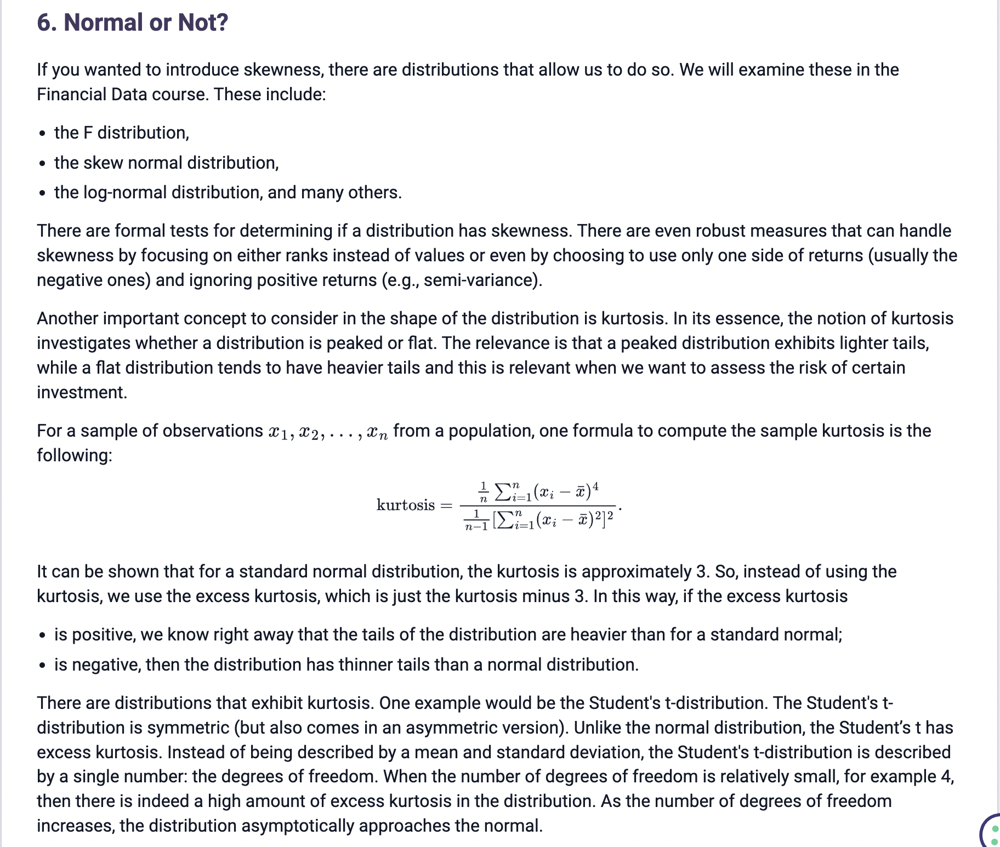 6. Normal or Not?
If you wanted to introduce skewness, there are distributions that allow us to do so. We will examine these in the
Financial Data course. These include:
• the F distribution,
• the skew normal distribution,
• the log-normal distribution, and many others.
There are formal tests for determining if a distribution has skewness. There are even robust measures that can handle
skewness by focusing on either ranks instead of values or even by choosing to use only one side of returns (usually the
negative ones) and ignoring positive returns (e.g., semi-variance).
Another important concept to consider in the shape of the distribution is kurtosis. In its essence, the notion of kurtosis
investigates whether a distribution is peaked or flat. The relevance is that a peaked distribution exhibits lighter tails,
while a flat distribution tends to have heavier tails and this is relevant when we want to assess the risk of certain
investment.
For a sample of observations $x_1, x_2, \ldots, x_n$ from a population, one formula to compute the sample kurtosis is the
following:
$\text{kurtosis} = \frac{\frac{1}{n} \sum_{i=1}^{n} (x_i - \bar{x})^4}{\frac{1}{n-1} [\sum_{i=1}^{n} (x_i - \bar{x})^2]^2}.$
It can be shown that for a standard normal distribution, the kurtosis is approximately 3. So, instead of using the
kurtosis, we use the excess kurtosis, which is just the kurtosis minus 3. In this way, if the excess kurtosis
• is positive, we know right away that the tails of the distribution are heavier than for a standard normal;
• is negative, then the distribution has thinner tails than a normal distribution.
There are distributions that exhibit kurtosis. One example would be the Student's t-distribution. The Student's t-
distribution is symmetric (but also comes in an asymmetric version). Unlike the normal distribution, the Student’s t has
excess kurtosis. Instead of being described by a mean and standard deviation, the Student's t-distribution is described
by a single number: the degrees of freedom. When the number of degrees of freedom is relatively small, for example 4,
then there is indeed a high amount of excess kurtosis in the distribution. As the number of degrees of freedom
increases, the distribution asymptotically approaches the normal.